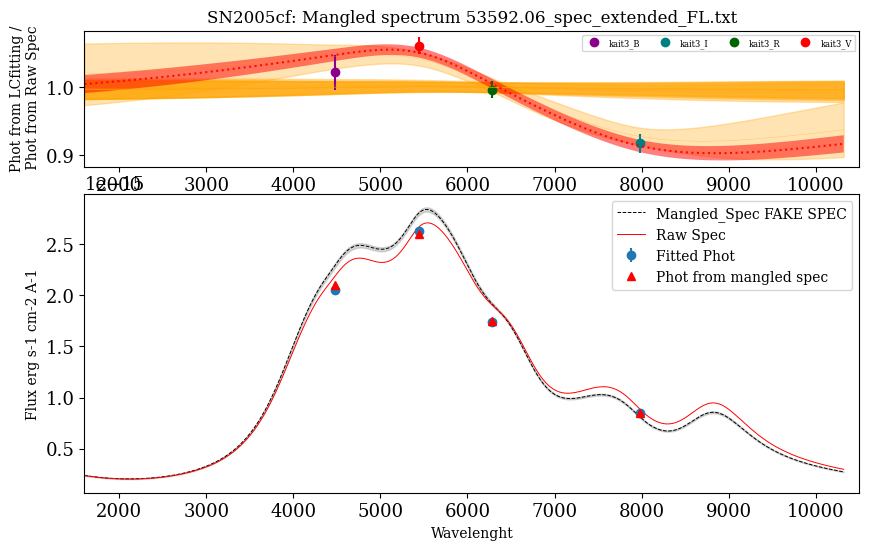 SN2005cf: Mangled spectrum 53592.06_spec_extended_FL.txt
Phot from LCfitting /
Phot from Raw Spec
kait3_B kait3_I kait3_R kait3_V
1.0
0.9
2000 3000 4000 5000 6000 7000 8000 9000 10000
1e−15
Mangled_Spec FAKE SPEC
Raw Spec
Fitted Phot
Phot from mangled spec
Flux erg s-1 cm-2 A-1
2.5
2.0
1.5
1.0
0.5
2000 3000 4000 5000 6000 7000 8000 9000 10000
Wavelenght